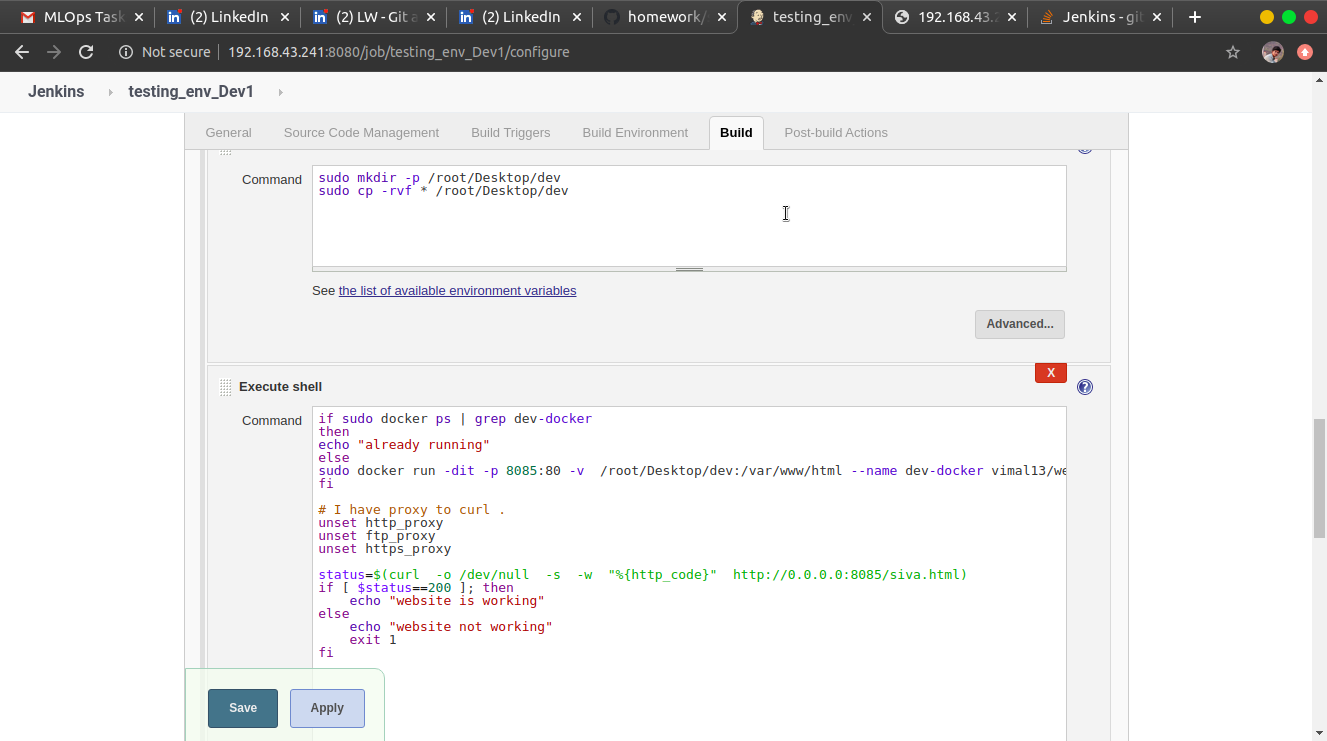 MLOps Task
(2) LinkedIn
(2) LW - Git a
(2) LinkedIn
homework/
testing_env
192.168.43.2
Jenkins - git
Not secure 192.168.43.241:8080/job/testing_env_Dev1/configure
Jenkins testing_env_Dev1
General Source Code Management Build Triggers Build Environment Build Post-build Actions
Command
sudo mkdir -p /root/Desktop/dev
sudo cp -rvf * /root/Desktop/dev
See the list of available environment variables
Advanced...
X
Execute shell
?
Command
if sudo docker ps | grep dev-docker
then
echo "already running"
else
sudo docker run -dit -p 8085:80 -v  /root/Desktop/dev:/var/www/html --name dev-docker vimal13/we
fi
# I have proxy to curl .
unset http_proxy
unset ftp_proxy
unset https_proxy
status=$(curl  -o /dev/null  -s  -w  "%{http_code}"  http://0.0.0.0:8085/siva.html)
if [ $status==200 ]; then
    echo "website is working"
else
    echo "website not working"
    exit 1
fi
Save Apply